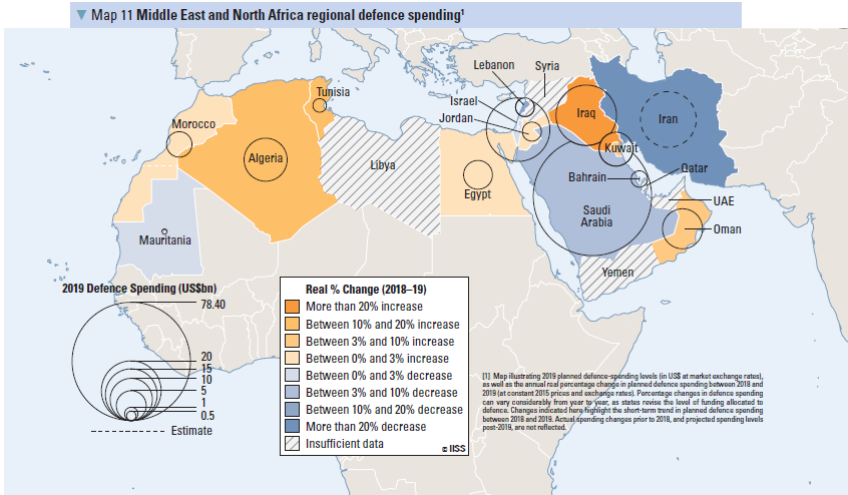 ▼ Map 11 Middle East and North Africa regional defence spending¹
Lebanon
Syria
Tunisia
Israel
Jordan
Iraq
Iran
Morocco
Algeria
Libya
Kuwait
Egypt
Bahrain
Qatar
Saudi
Arabia
UAE
Oman
Mauritania
Yemen
2019 Defence Spending (US$bn)
78.40
20
15
10
5
1
0.5
Estimate
Real % Change (2018–19)
More than 20% increase
Between 10% and 20% increase
Between 3% and 10% increase
Between 0% and 3% increase
Between 0% and 3% decrease
Between 3% and 10% decrease
Between 10% and 20% decrease
More than 20% decrease
Insufficient data
© IISS
[1] Map illustrating 2019 planned defence-spending levels (in US$ at market exchange rates),
as well as the annual real percentage change in planned defence spending between 2018 and
2019 (at constant 2015 prices and exchange rates). Percentage changes in defence spending
can vary considerably from year to year, as states revise the level of funding allocated to
defence. Changes indicated here highlight the short-term trend in planned defence spending
between 2018 and 2019. Actual spending changes prior to 2018, and projected spending levels
post-2019, are not reflected.